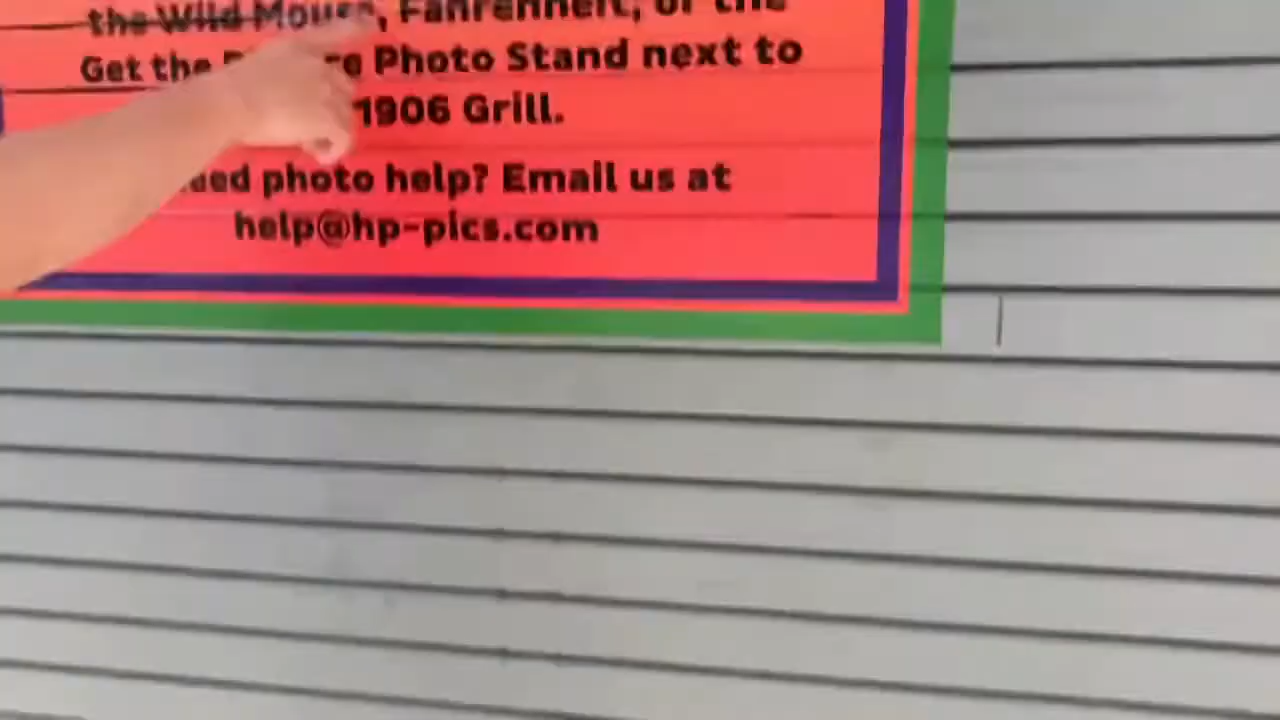 the Wild Mouse, Fahrenheit, or the
Get the Photo Stand next to
1906 Grill.
photo help? Email us at
help@hp-pics.com